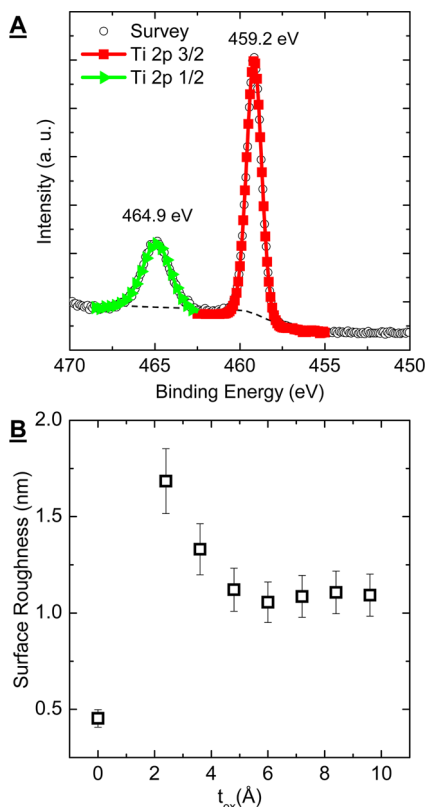 A
Survey
Ti 2p 3/2
Ti 2p 1/2
459.2 eV
464.9 eV
Intensity (a. u.)
470 465 460 455 450
Binding Energy (eV)
B
2.0
1.5
1.0
0.5
Surface Roughness (nm)
0 2 4 6 8 10
t_ox(Å)